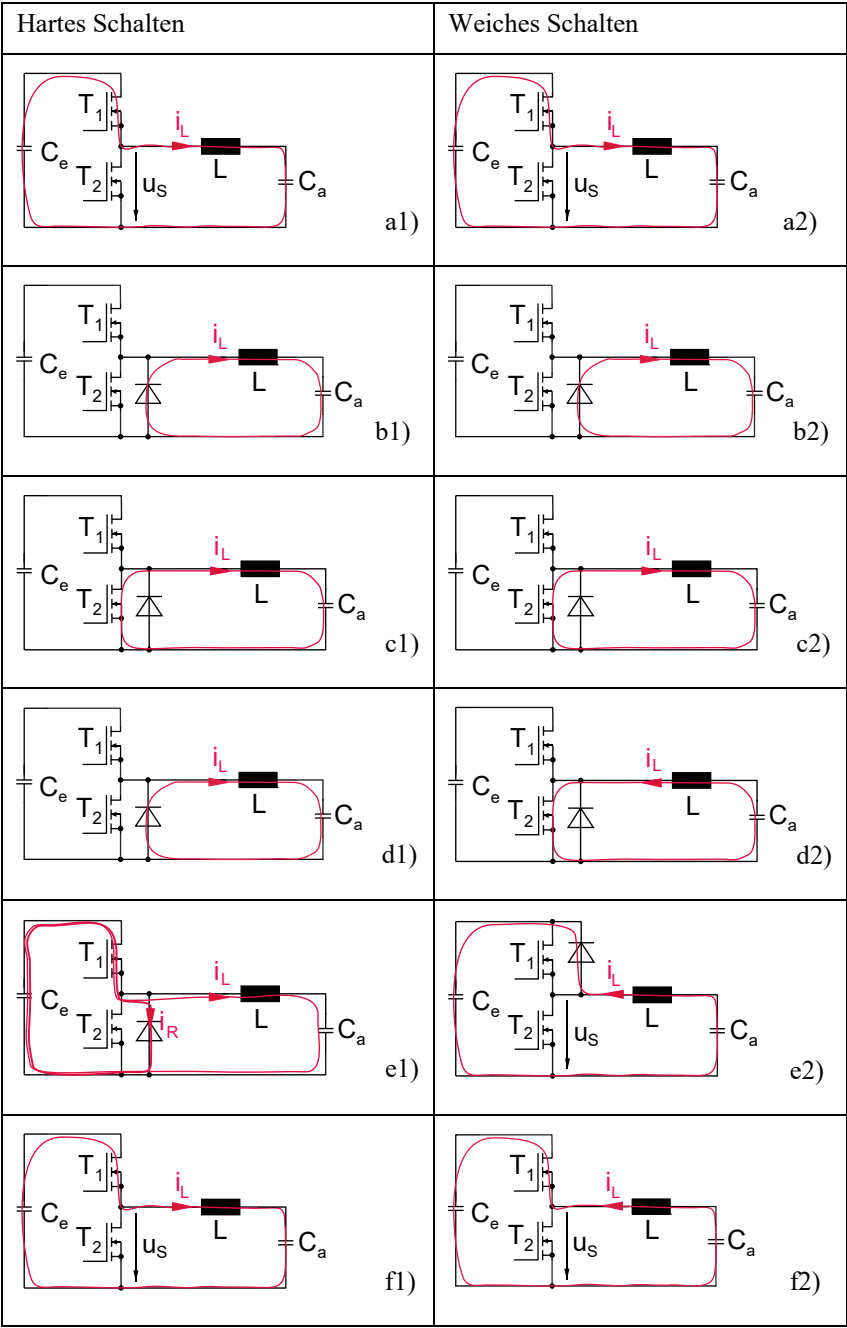 Hartes Schalten Weiches Schalten
T1 iL Ce T2 uS L Ca a1)
T1 iL Ce T2 uS L Ca a2)
T1 iL Ce T2 L Ca b1)
T1 iL Ce T2 L Ca b2)
T1 iL Ce T2 L Ca c1)
T1 iL Ce T2 L Ca c2)
T1 iL Ce T2 L Ca d1)
T1 iL Ce T2 L Ca d2)
T1 iL Ce T2 iR L Ca e1)
T1 iL Ce T2 uS L Ca e2)
T1 iL Ce T2 uS L Ca f1)
T1 iL Ce T2 uS L Ca f2)